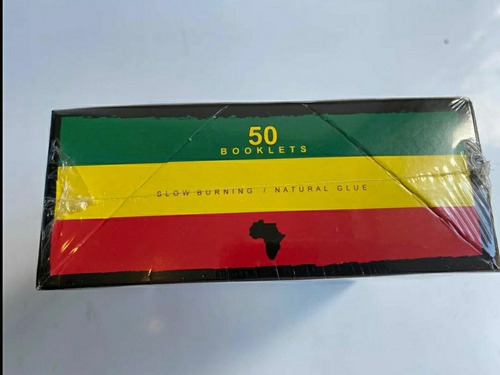 50
BOOKLETS
SLOW BURNING / NATURAL GLUE